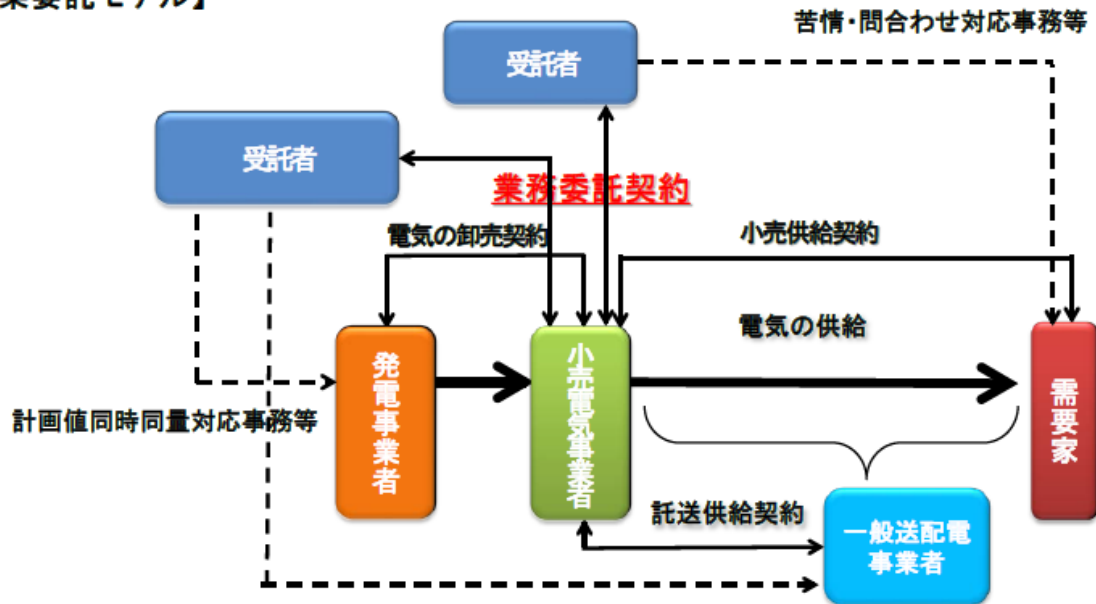 業委託モデル】
苦情・問合わせ対応事務等
受託者
受託者
業務委託契約
電気の卸売契約
小売供給契約
電気の供給
発電事業者
小売電気事業者
需要家
計画値同時同量対応事務等
託送供給契約
一般送配電
事業者